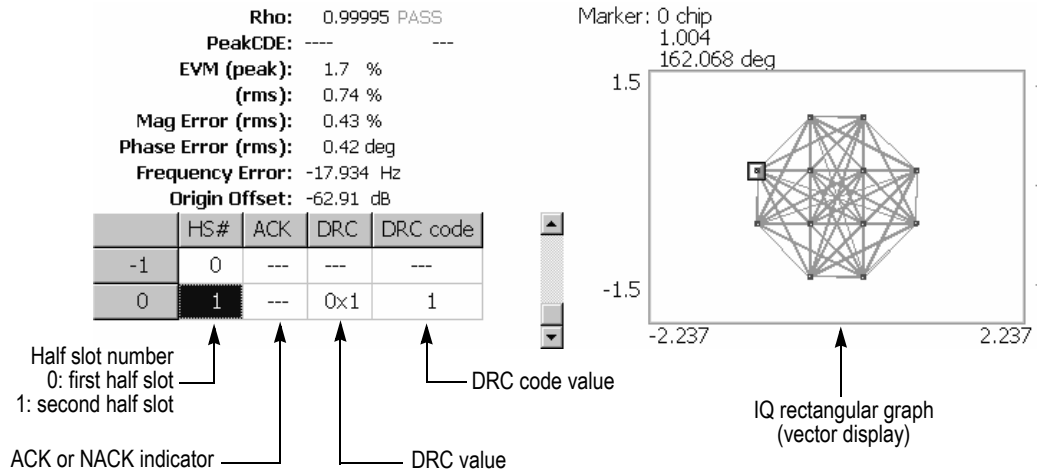 Rho: 0.99995 PASS
PeakCDE: ---- ---
EVM (peak): 1.7 %
(rms): 0.74 %
Mag Error (rms): 0.43 %
Phase Error (rms): 0.42 deg
Frequency Error: -17.934 Hz
Origin Offset: -62.91 dB
HS# ACK DRC DRC code
-1 0 --- --- ---
0 1 --- 0x1 1
Half slot number
0: first half slot
1: second half slot
ACK or NACK indicator
DRC value
DRC code value
Marker: 0 chip
1.004
162.068 deg
1.5
-1.5
-2.237 2.237
IQ rectangular graph
(vector display)